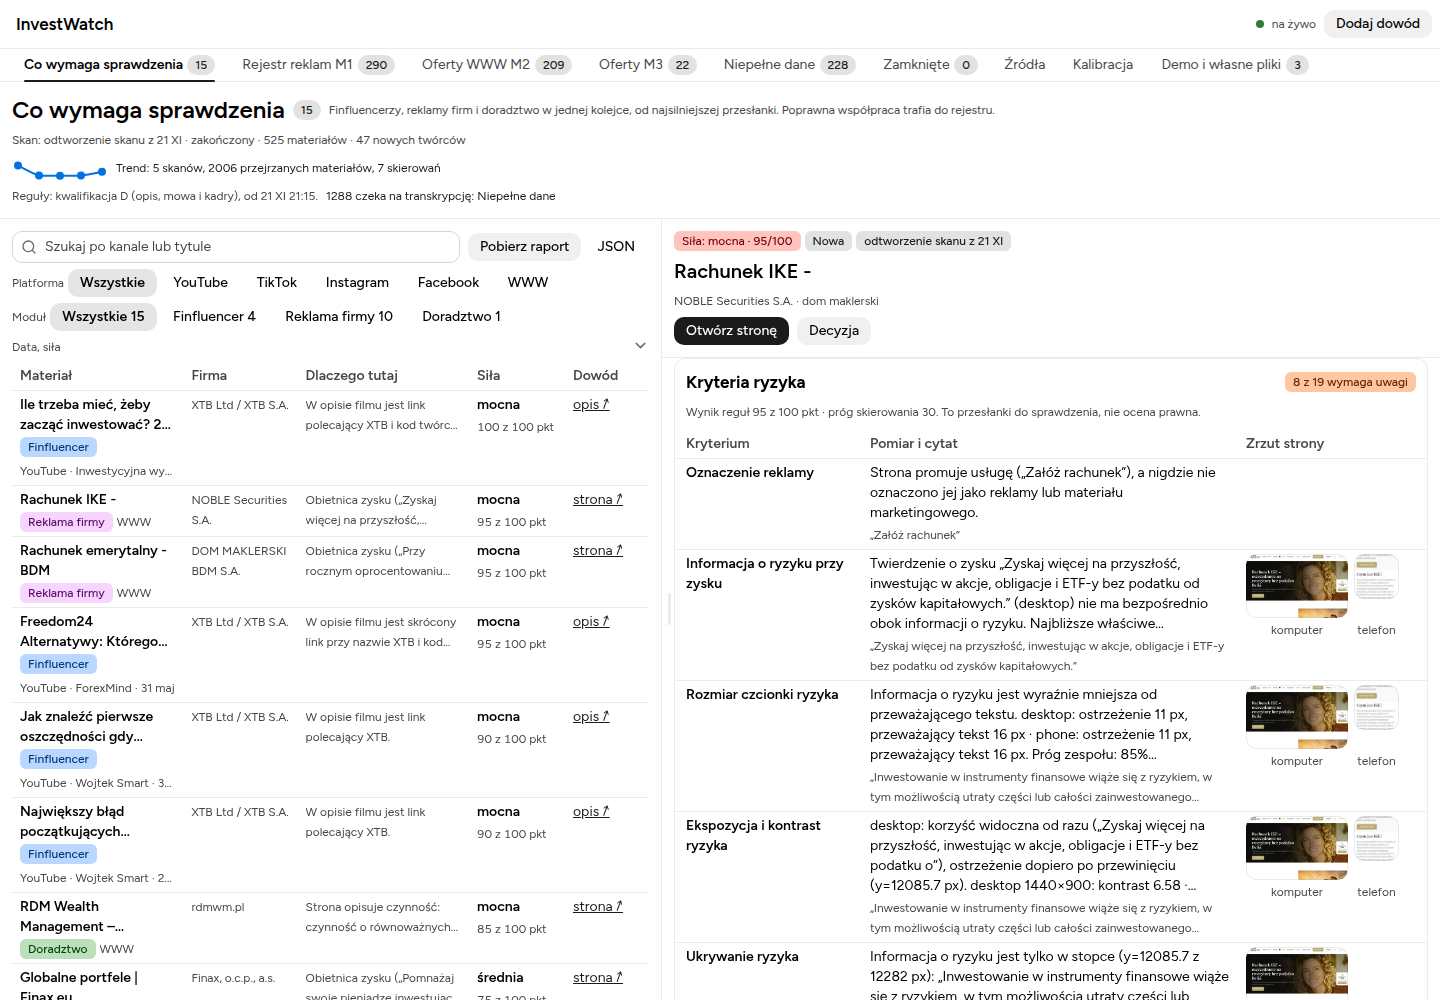 InvestWatch
na żywo
Dodaj dowód
Co wymaga sprawdzenia 15
Rejestr reklam M1 290
Oferty WWW M2 209
Oferty M3 22
Niepełne dane 228
Zamknięte 0
Źródła
Kalibracja
Demo i własne pliki 3
Co wymaga sprawdzenia 15 Finfluencerzy, reklamy firm i doradztwo w jednej kolejce, od najsilniejszej przesłanki. Poprawna współpraca trafia do rejestru.
Skan: odtworzenie skanu z 21 XI · zakończony · 525 materiałów · 47 nowych twórców
Trend: 5 skanów, 2006 przejrzanych materiałów, 7 skierowań
Reguły: kwalifikacja D (opis, mowa i kadry), od 21 XI 21:15. 1288 czeka na transkrypcję: Niepełne dane
Szukaj po kanale lub tytule
Pobierz raport
JSON
Platforma Wszystkie YouTube TikTok Instagram Facebook WWW
Moduł Wszystkie 15 Finfluencer 4 Reklama firmy 10 Doradztwo 1
Data, siła
Materiał Firma Dlaczego tutaj Siła Dowód
Ile trzeba mieć, żeby
zacząć inwestować? 2...
Finfluencer
YouTube · Inwestycyjna wy...
XTB Ltd / XTB S.A.
W opisie filmu jest link
polecający XTB i kod twórc...
mocna
100 z 100 pkt
opis ↗
Rachunek IKE -
Reklama firmy WWW
NOBLE Securities
S.A.
Obietnica zysku („Zyskaj
więcej na przyszłość,...
mocna
95 z 100 pkt
strona ↗
Rachunek emerytalny -
BDM
Reklama firmy WWW
DOM MAKLERSKI
BDM S.A.
Obietnica zysku („Przy
rocznym oprocentowaniu...
mocna
95 z 100 pkt
strona ↗
Freedom24
Alternatywy: Którego...
Finfluencer
YouTube · ForexMind · 31 maj
XTB Ltd / XTB S.A.
W opisie filmu jest skrócony
link przy nazwie XTB i kod...
mocna
95 z 100 pkt
opis ↗
Jak znaleźć pierwsze
oszczędności gdy...
Finfluencer
YouTube · Wojtek Smart · 3...
XTB Ltd / XTB S.A.
W opisie filmu jest link
polecający XTB.
mocna
90 z 100 pkt
opis ↗
Największy błąd
początkujących...
Finfluencer
YouTube · Wojtek Smart · 2...
XTB Ltd / XTB S.A.
W opisie filmu jest link
polecający XTB.
mocna
90 z 100 pkt
opis ↗
RDM Wealth
Management –...
Doradztwo WWW
rdmwm.pl
Strona opisuje czynność:
czynność o równoważnych...
mocna
85 z 100 pkt
strona ↗
Globalne portfele |
Finax.eu
Finax, o.c.p., a.s.
Obietnica zysku („Pomnażaj
swoje pieniądze inwestując
średnia
75 z 100 pkt
strona ↗
Siła: mocna · 95/100
Nowa
odtworzenie skanu z 21 XI
Rachunek IKE -
NOBLE Securities S.A. · dom maklerski
Otwórz stronę
Decyzja
Kryteria ryzyka
8 z 19 wymaga uwagi
Wynik reguł 95 z 100 pkt · próg skierowania 30. To przesłanki do sprawdzenia, nie ocena prawna.
Kryterium Pomiar i cytat Zrzut strony
Oznaczenie reklamy
Strona promuje usługę („Załóż rachunek”), a nigdzie nie
oznaczono jej jako reklamy lub materiału
marketingowego.
„Załóż rachunek”
Informacja o ryzyku przy
zysku
Twierdzenie o zysku „Zyskaj więcej na przyszłość,
inwestując w akcje, obligacje i ETF-y bez podatku od
zysków kapitałowych.” (desktop) nie ma bezpośrednio
obok informacji o ryzyku. Najbliższe właściwe...
„Zyskaj więcej na przyszłość, inwestując w akcje, obligacje i ETF-y
bez podatku od zysków kapitałowych.”
komputer
telefon
Rozmiar czcionki ryzyka
Informacja o ryzyku jest wyraźnie mniejsza od
przeważającego tekstu. desktop: ostrzeżenie 11 px,
przeważający tekst 16 px · phone: ostrzeżenie 11 px,
przeważający tekst 16 px. Próg zespołu: 85%...
„Inwestowanie w instrumenty finansowe wiąże się z ryzykiem, w
tym możliwością utraty części lub całości zainwestowanego...
komputer
telefon
Ekspozycja i kontrast
ryzyka
desktop: korzyść widoczna od razu („Zyskaj więcej na
przyszłość, inwestując w akcje, obligacje i ETF-y bez
podatku o”), ostrzeżenie dopiero po przewinięciu
(y=12085.7 px). desktop 1440×900: kontrast 6.58 ·...
„Inwestowanie w instrumenty finansowe wiąże się z ryzykiem, w
tym możliwością utraty części lub całości zainwestowanego...
komputer
telefon
Ukrywanie ryzyka
Informacja o ryzyku jest tylko w stopce (y=12085.7 z
12282 px): „Inwestowanie w instrumenty finansowe wiąże
się z ryzykiem, w tym możliwością utraty części lub